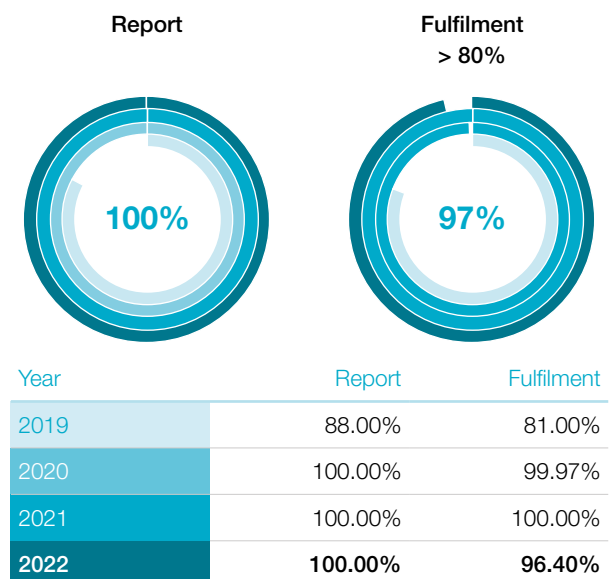 Report
Fulfilment
> 80%
100%
97%
Year Report Fulfilment
2019 88.00% 81.00%
2020 100.00% 99.97%
2021 100.00% 100.00%
2022 100.00% 96.40%